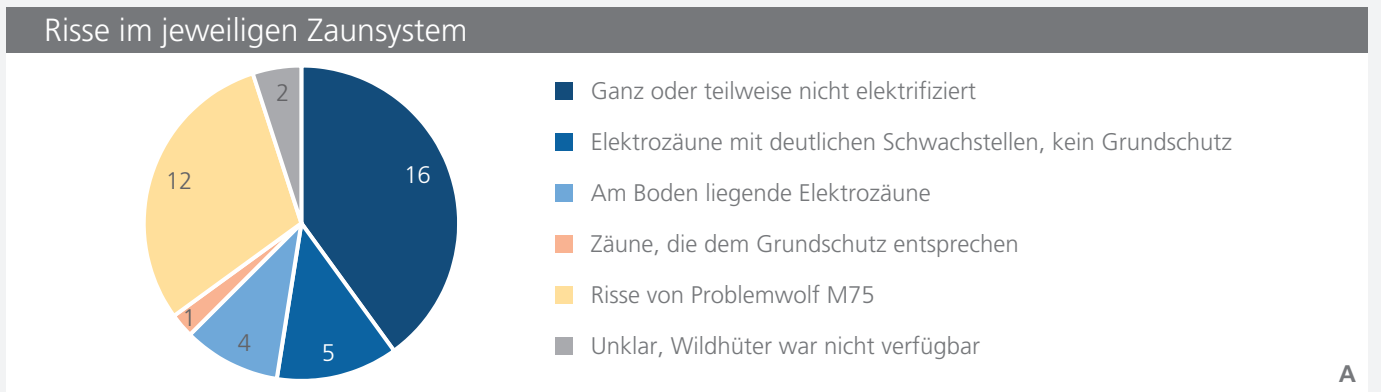 Risse im jeweiligen Zaunsystem
2
16
12
1
4
5
Ganz oder teilweise nicht elektrifiziert
Elektrozäune mit deutlichen Schwachstellen, kein Grundschutz
Am Boden liegende Elektrozäune
Zäune, die dem Grundschutz entsprechen
Risse von Problemwolf M75
Unklar, Wildhüter war nicht verfügbar
A